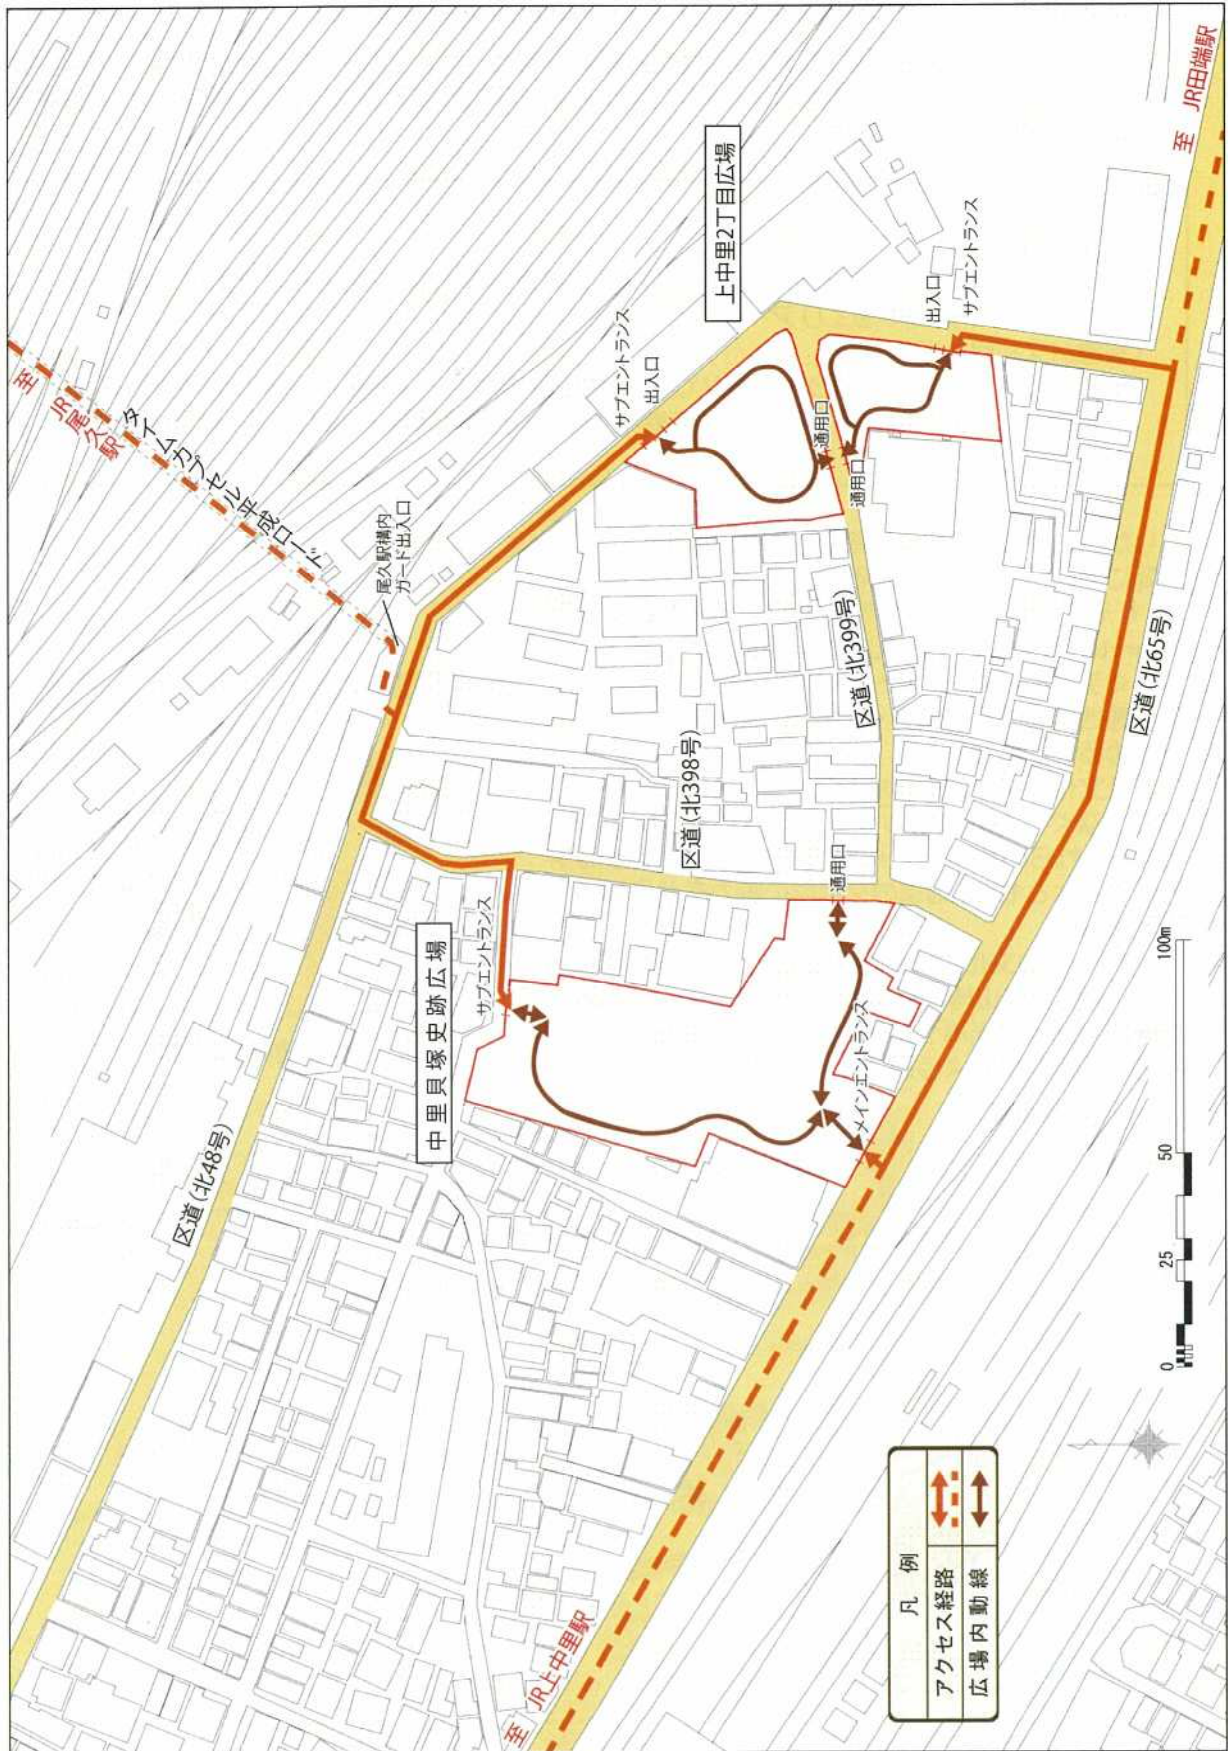 至 JR尾久駅
タイムカプセル平成ロード
尾久駅構内
ガード出入口
サブエントランス
出入口
上中里2丁目広場
通用口
通用口
出入口
サブエントランス
至 JR田端駅
区道(北48号)
中里貝塚史跡広場
サブエントランス
区道(北398号)
区道(北399号)
通用口
メインエントランス
区道(北65号)
至 JR上中里駅
凡例
アクセス経路
広場内動線
0 25 50 100m